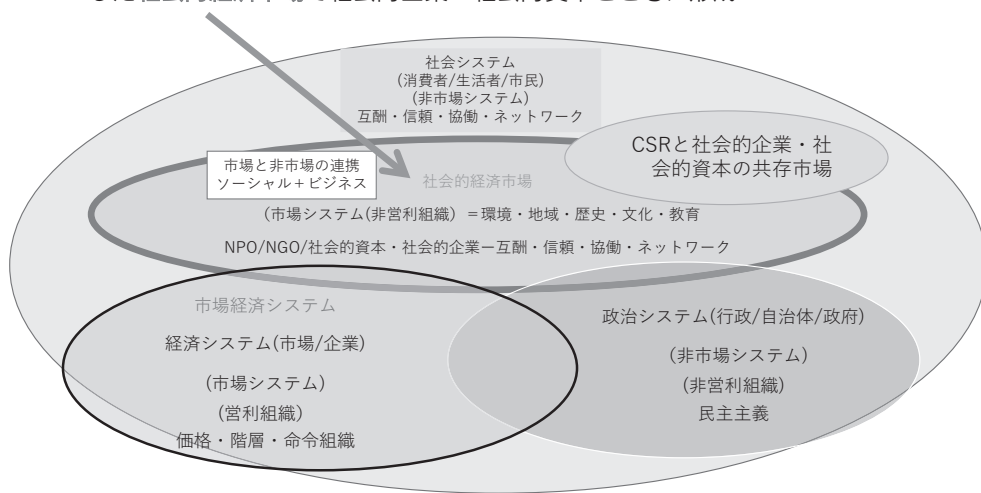 社会システム
(消費者/生活者/市民)
(非市場システム)
互酬・信頼・協働・ネットワーク
CSRと社会的企業・社
会的資本の共存市場
市場と非市場の連携
ソーシャル+ビジネス
社会的経済市場
(市場システム(非営利組織) =環境・地域・歴史・文化・教育
NPO/NGO/社会的資本・社会的企業ー互酬・信頼・協働・ネットワーク
市場経済システム
経済システム(市場/企業)
(市場システム)
(営利組織)
価格・階層・命令組織
政治システム(行政/自治体/政府)
(非市場システム)
(非営利組織)
民主主義